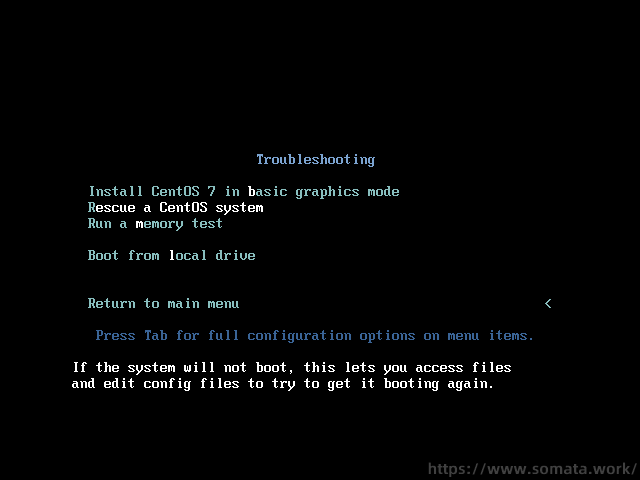 Troubleshooting
Install CentOS 7 in basic graphics mode
Rescue a CentOS system
Run a memory test
Boot from local drive
Return to main menu <
Press Tab for full configuration options on menu items.
If the system will not boot, this lets you access files
and edit config files to try to get it booting again.
https://www.somata.work/